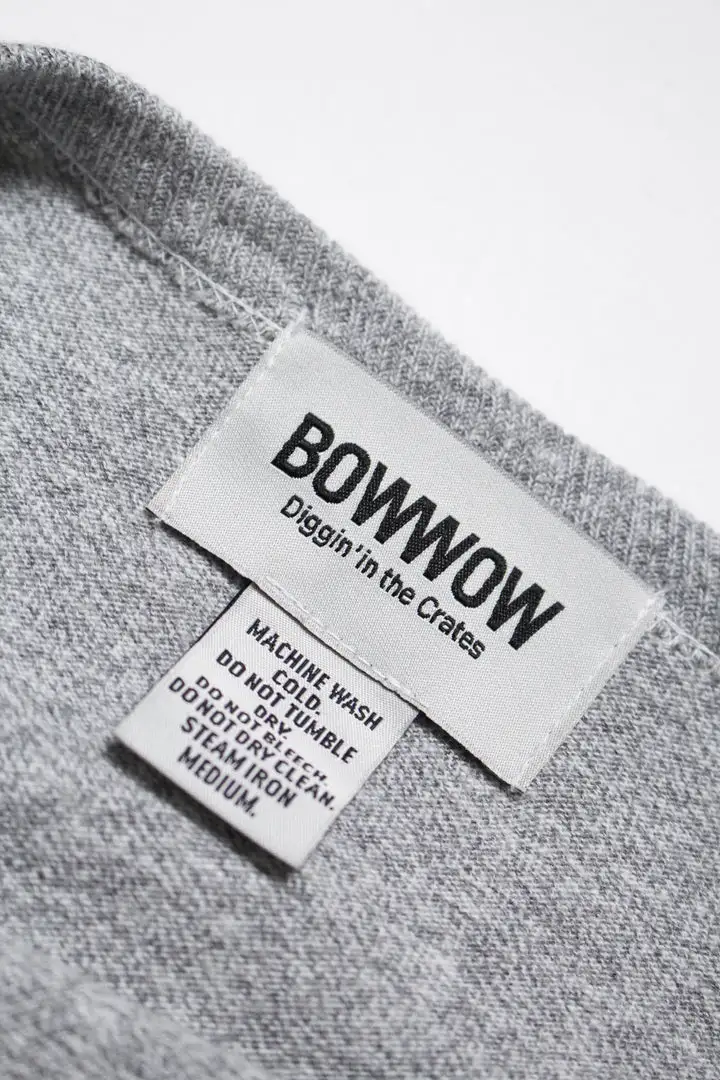 BOWWOW
Diggin' in the Crates
MACHINE WASH
COLD.
DO NOT TUMBLE
DRY.
DO NOT BLEECH.
DO NOT DRY CLEAN.
STEAM IRON
MEDIUM.